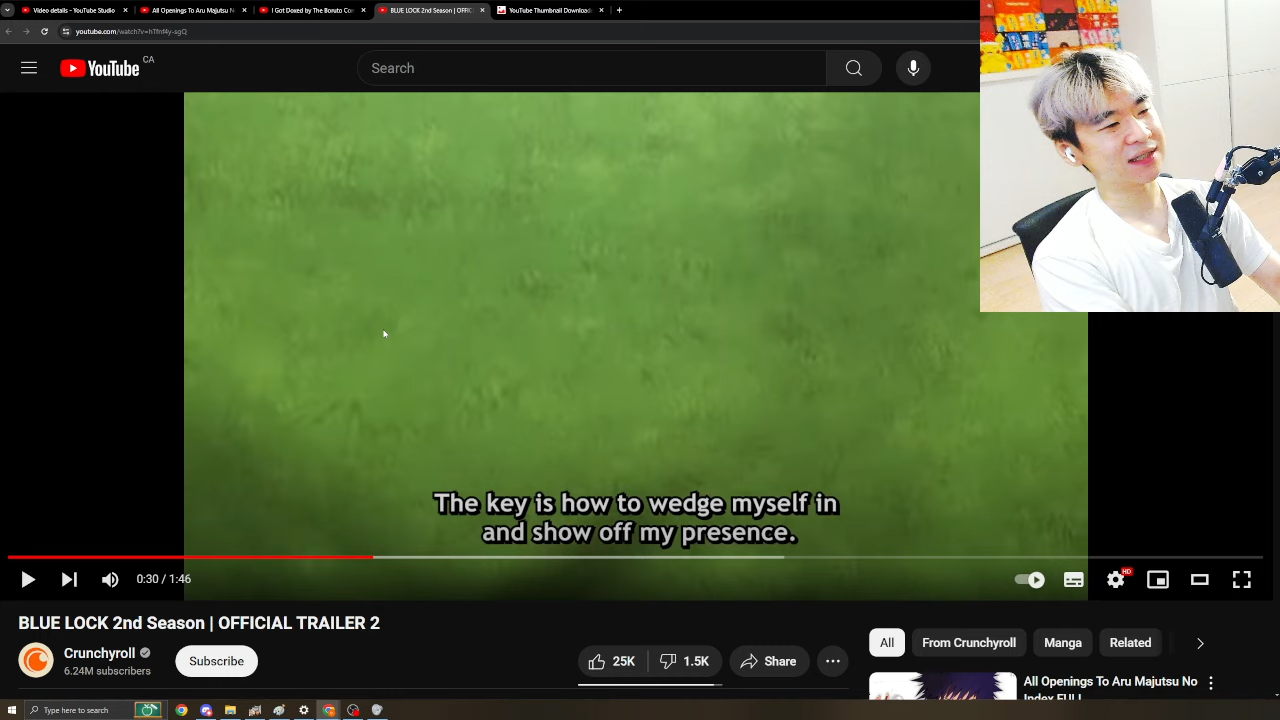 Video details - YouTube Studio
All Openings To Aru Majutsu N
I Got Doxed by The Boruto Co
BLUE LOCK 2nd Season | OFFIC
YouTube Thumbnail Download
youtube.com/watch?v=
YouTube CA
Search
The key is how to wedge myself in
and show off my presence.
0:30 / 1:46
HD
BLUE LOCK 2nd Season | OFFICIAL TRAILER 2
Crunchyroll
6.24M subscribers
Subscribe
25K
1.5K
Share
All
From Crunchyroll
Manga
Related
All Openings To Aru Majutsu No
Index FULL
Type here to search